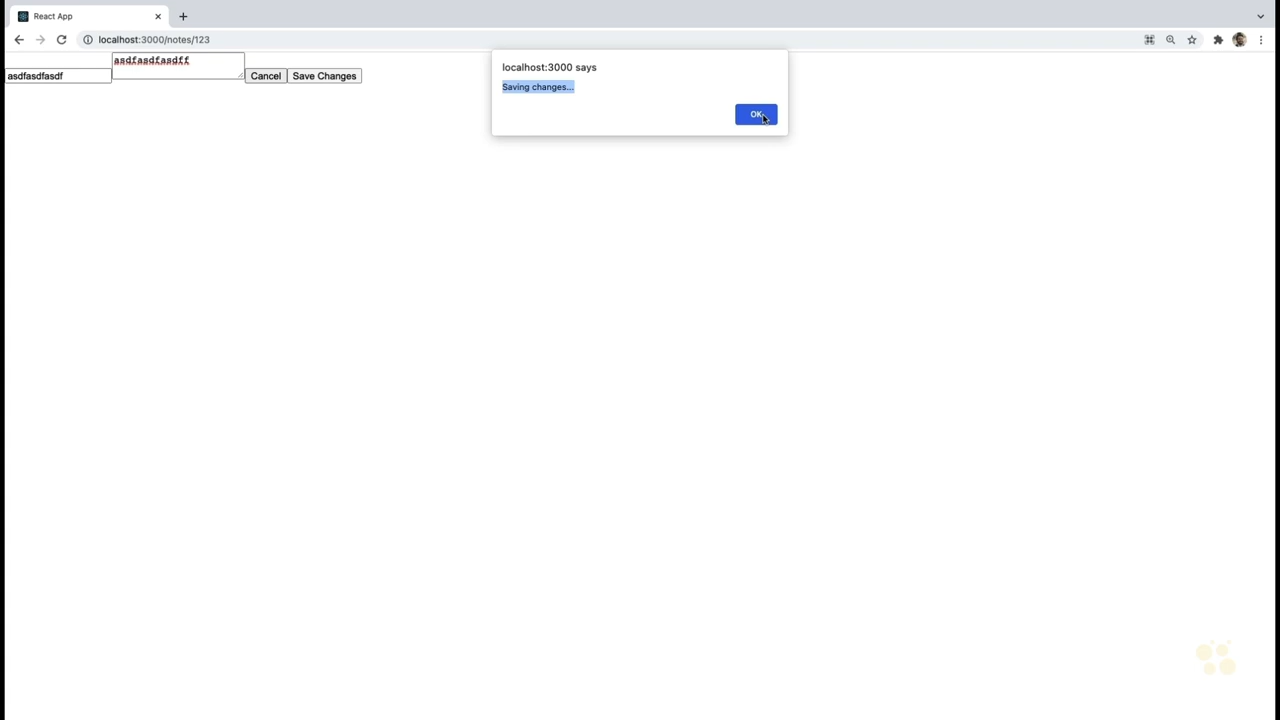 React App
localhost:3000/notes/123
asdfasdfasdff
asdfasdfasdf
Cancel
Save Changes
localhost:3000 says
Saving changes...
OK